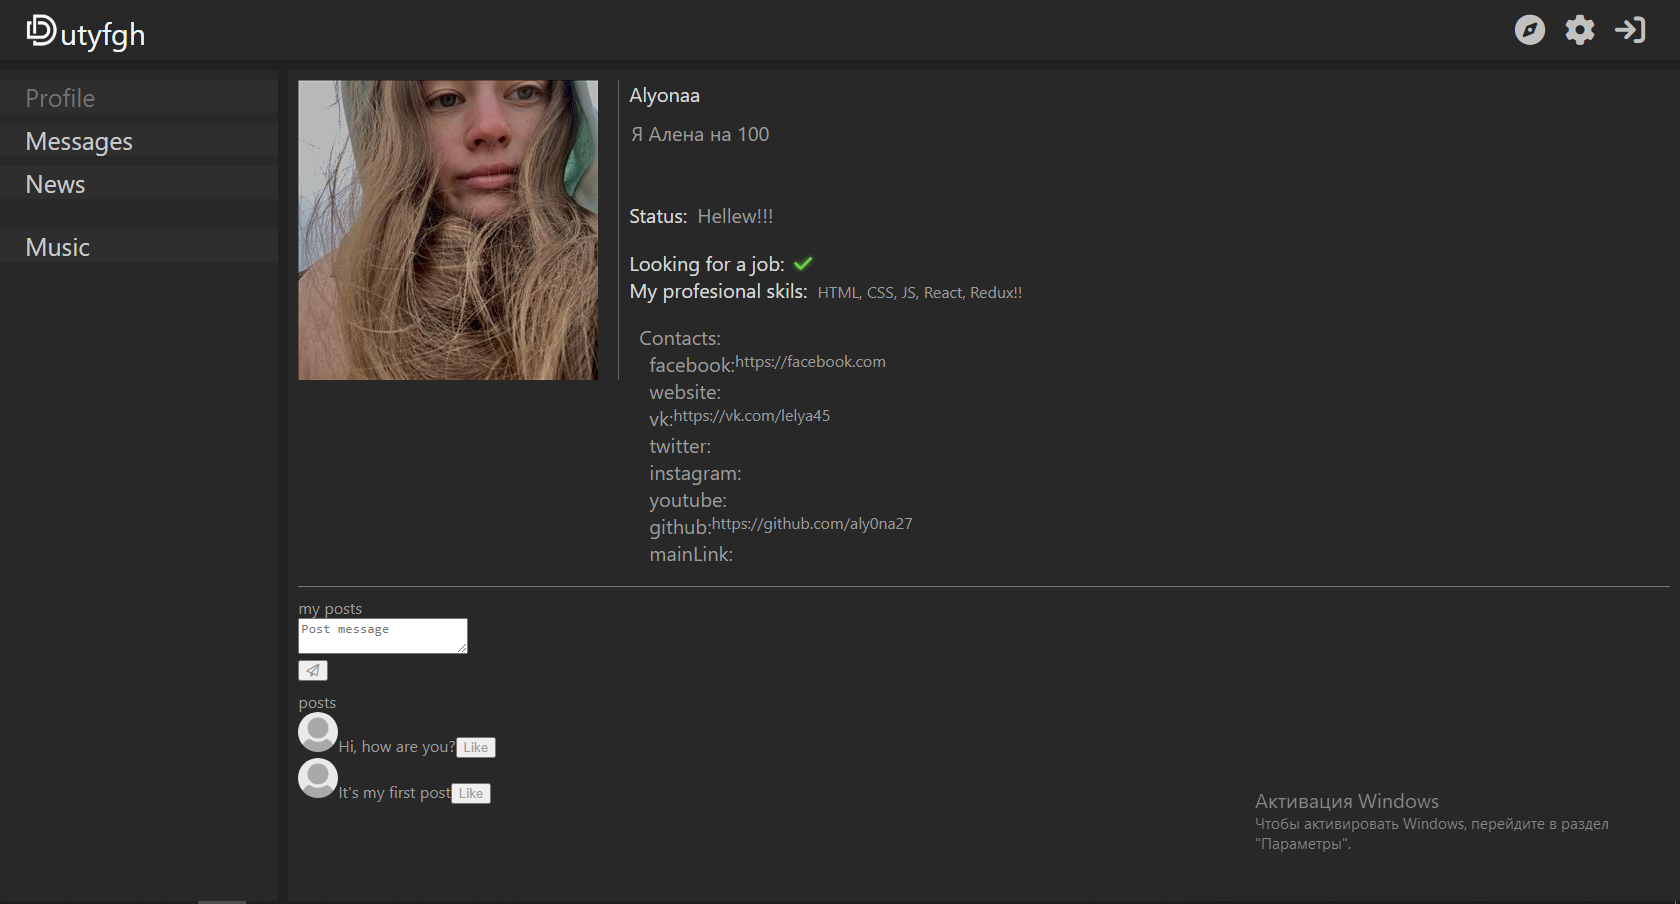 Dutyfgh
Profile
Messages
News
Music
Alyonaa
Я Алена на 100
Status: Hellew!!!
Looking for a job:
My profesional skils: HTML, CSS, JS, React, Redux!!
Contacts:
facebook:https://facebook.com
website:
vk:https://vk.com/lelya45
twitter:
instagram:
youtube:
github:https://github.com/aly0na27
mainLink:
my posts
Post message
posts
Hi, how are you? Like
It's my first post Like
Активация Windows
Чтобы активировать Windows, перейдите в раздел
"Параметры".